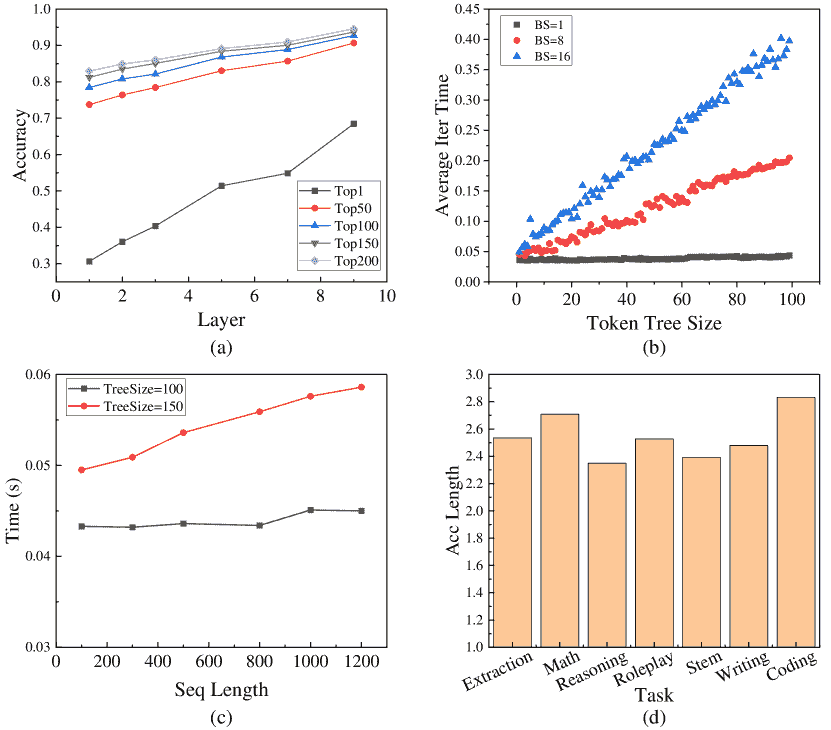 1.0
0.9
0.8
0.7
0.6
0.5
0.4
0.3
Accuracy
Top1
Top50
Top100
Top150
Top200
0 2 4 6 8 10
Layer
(a)
0.45
0.40
0.35
0.30
0.25
0.20
0.15
0.10
0.05
0.00
Average Iter Time
BS=1
BS=8
BS=16
0 20 40 60 80 100
Token Tree Size
(b)
0.06
0.05
0.04
0.03
Time (s)
TreeSize=100
TreeSize=150
0 200 400 600 800 1000 1200
Seq Length
(c)
3.0
2.8
2.6
2.4
2.2
2.0
1.8
1.6
1.4
1.2
1.0
Acc Length
Extraction Math Reasoning Roleplay Stem Writing Coding
Task
(d)